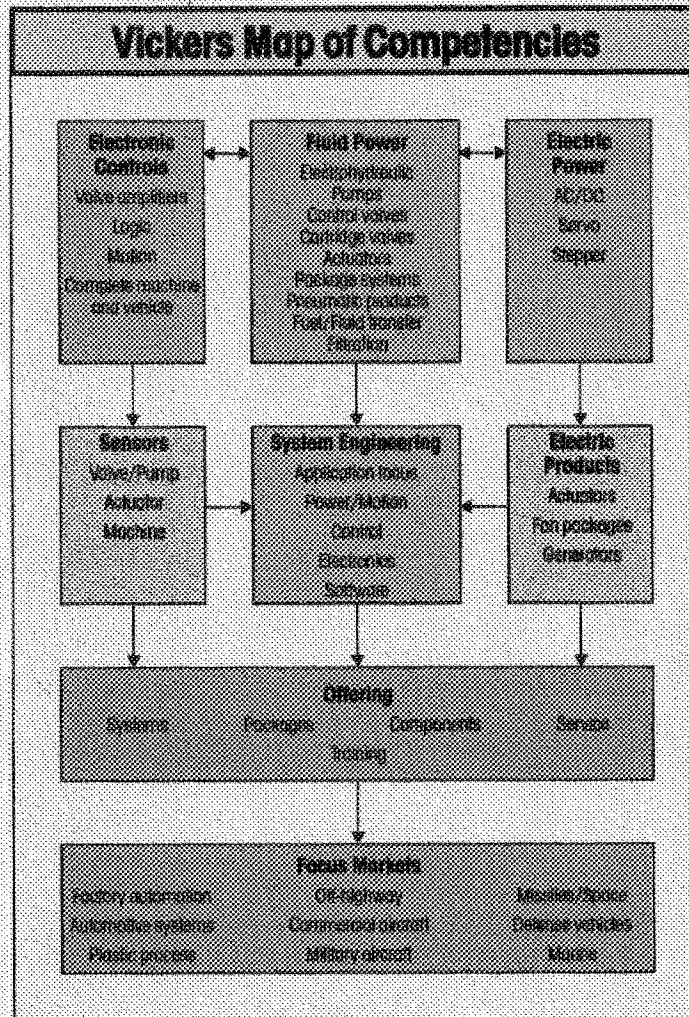 Vickers Map of Competencies
Electronic
Controls
Valve amplifiers
Logic
Motion
Complete machine
and vehicle
Fluid Power
Electrohydraulic
Pumps
Control valves
Cartridge valves
Actuators
Package systems
Pneumatic products
Fuel/Fluid transfer
Filtration
Electric
Power
AC/DC
Servo
Stepper
Sensors
Valve/Pump
Actuator
Machine
System Engineering
Application focus
Power/Motion
Control
Electronics
Software
Electric
Products
Actuators
Fan packages
Generators
Offering
Systems Packages Components Service
Training
Focus Markets
Factory automation Off-highway Missiles/Space
Automotive systems Commercial aircraft Defense vehicles
Plastic process Military aircraft Marine